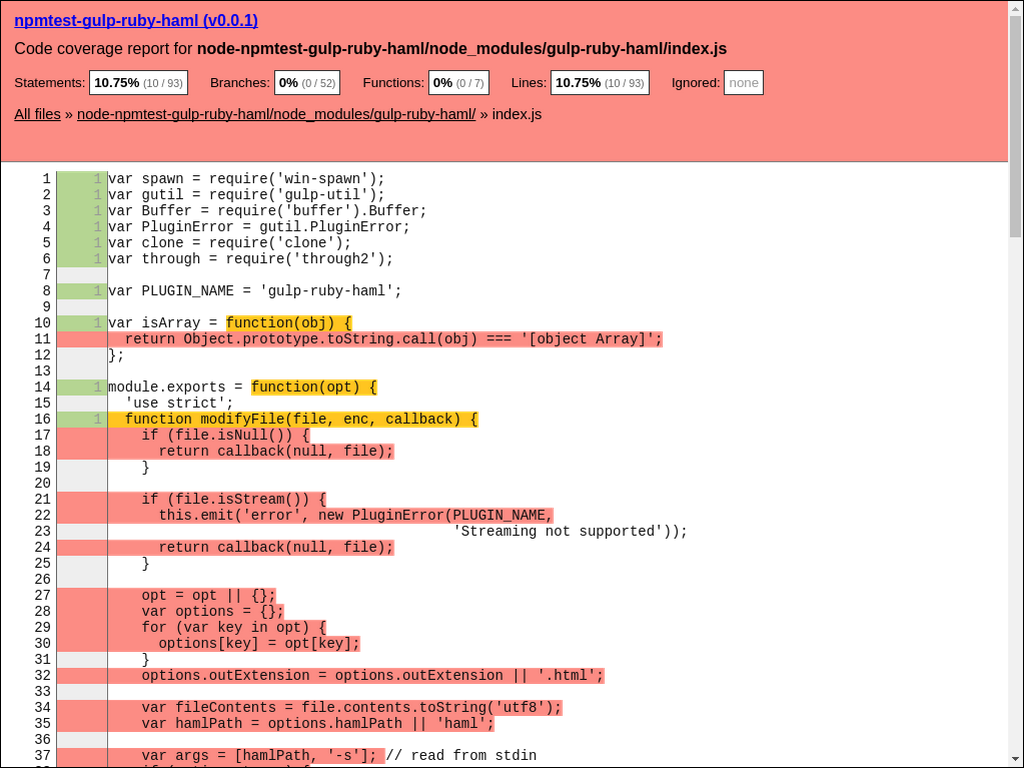 npmtest-gulp-ruby-haml (v0.0.1)
Code coverage report for node-npmtest-gulp-ruby-haml/node_modules/gulp-ruby-haml/index.js
Statements: 10.75% (10 / 93) Branches: 0% (0 / 52) Functions: 0% (0 / 7) Lines: 10.75% (10 / 93) Ignored: none
All files » node-npmtest-gulp-ruby-haml/node_modules/gulp-ruby-haml/ » index.js
1 1 var spawn = require('win-spawn');
2 1 var gutil = require('gulp-util');
3 1 var Buffer = require('buffer').Buffer;
4 1 var PluginError = gutil.PluginError;
5 1 var clone = require('clone');
6 1 var through = require('through2');
7
8 1 var PLUGIN_NAME = 'gulp-ruby-haml';
9
10 1 var isArray = function(obj) {
11   return Object.prototype.toString.call(obj) === '[object Array]';
12 };
13
14 1 module.exports = function(opt) {
15   'use strict';
16 1   function modifyFile(file, enc, callback) {
17     if (file.isNull()) {
18       return callback(null, file);
19     }
20
21     if (file.isStream()) {
22       this.emit('error', new PluginError(PLUGIN_NAME,
23                                          'Streaming not supported'));
24       return callback(null, file);
25     }
26
27     opt = opt || {};
28     var options = {};
29     for (var key in opt) {
30       options[key] = opt[key];
31     }
32     options.outExtension = options.outExtension || '.html';
33
34     var fileContents = file.contents.toString('utf8');
35     var hamlPath = options.hamlPath || 'haml';
36
37     var args = [hamlPath, '-s']; // read from stdin